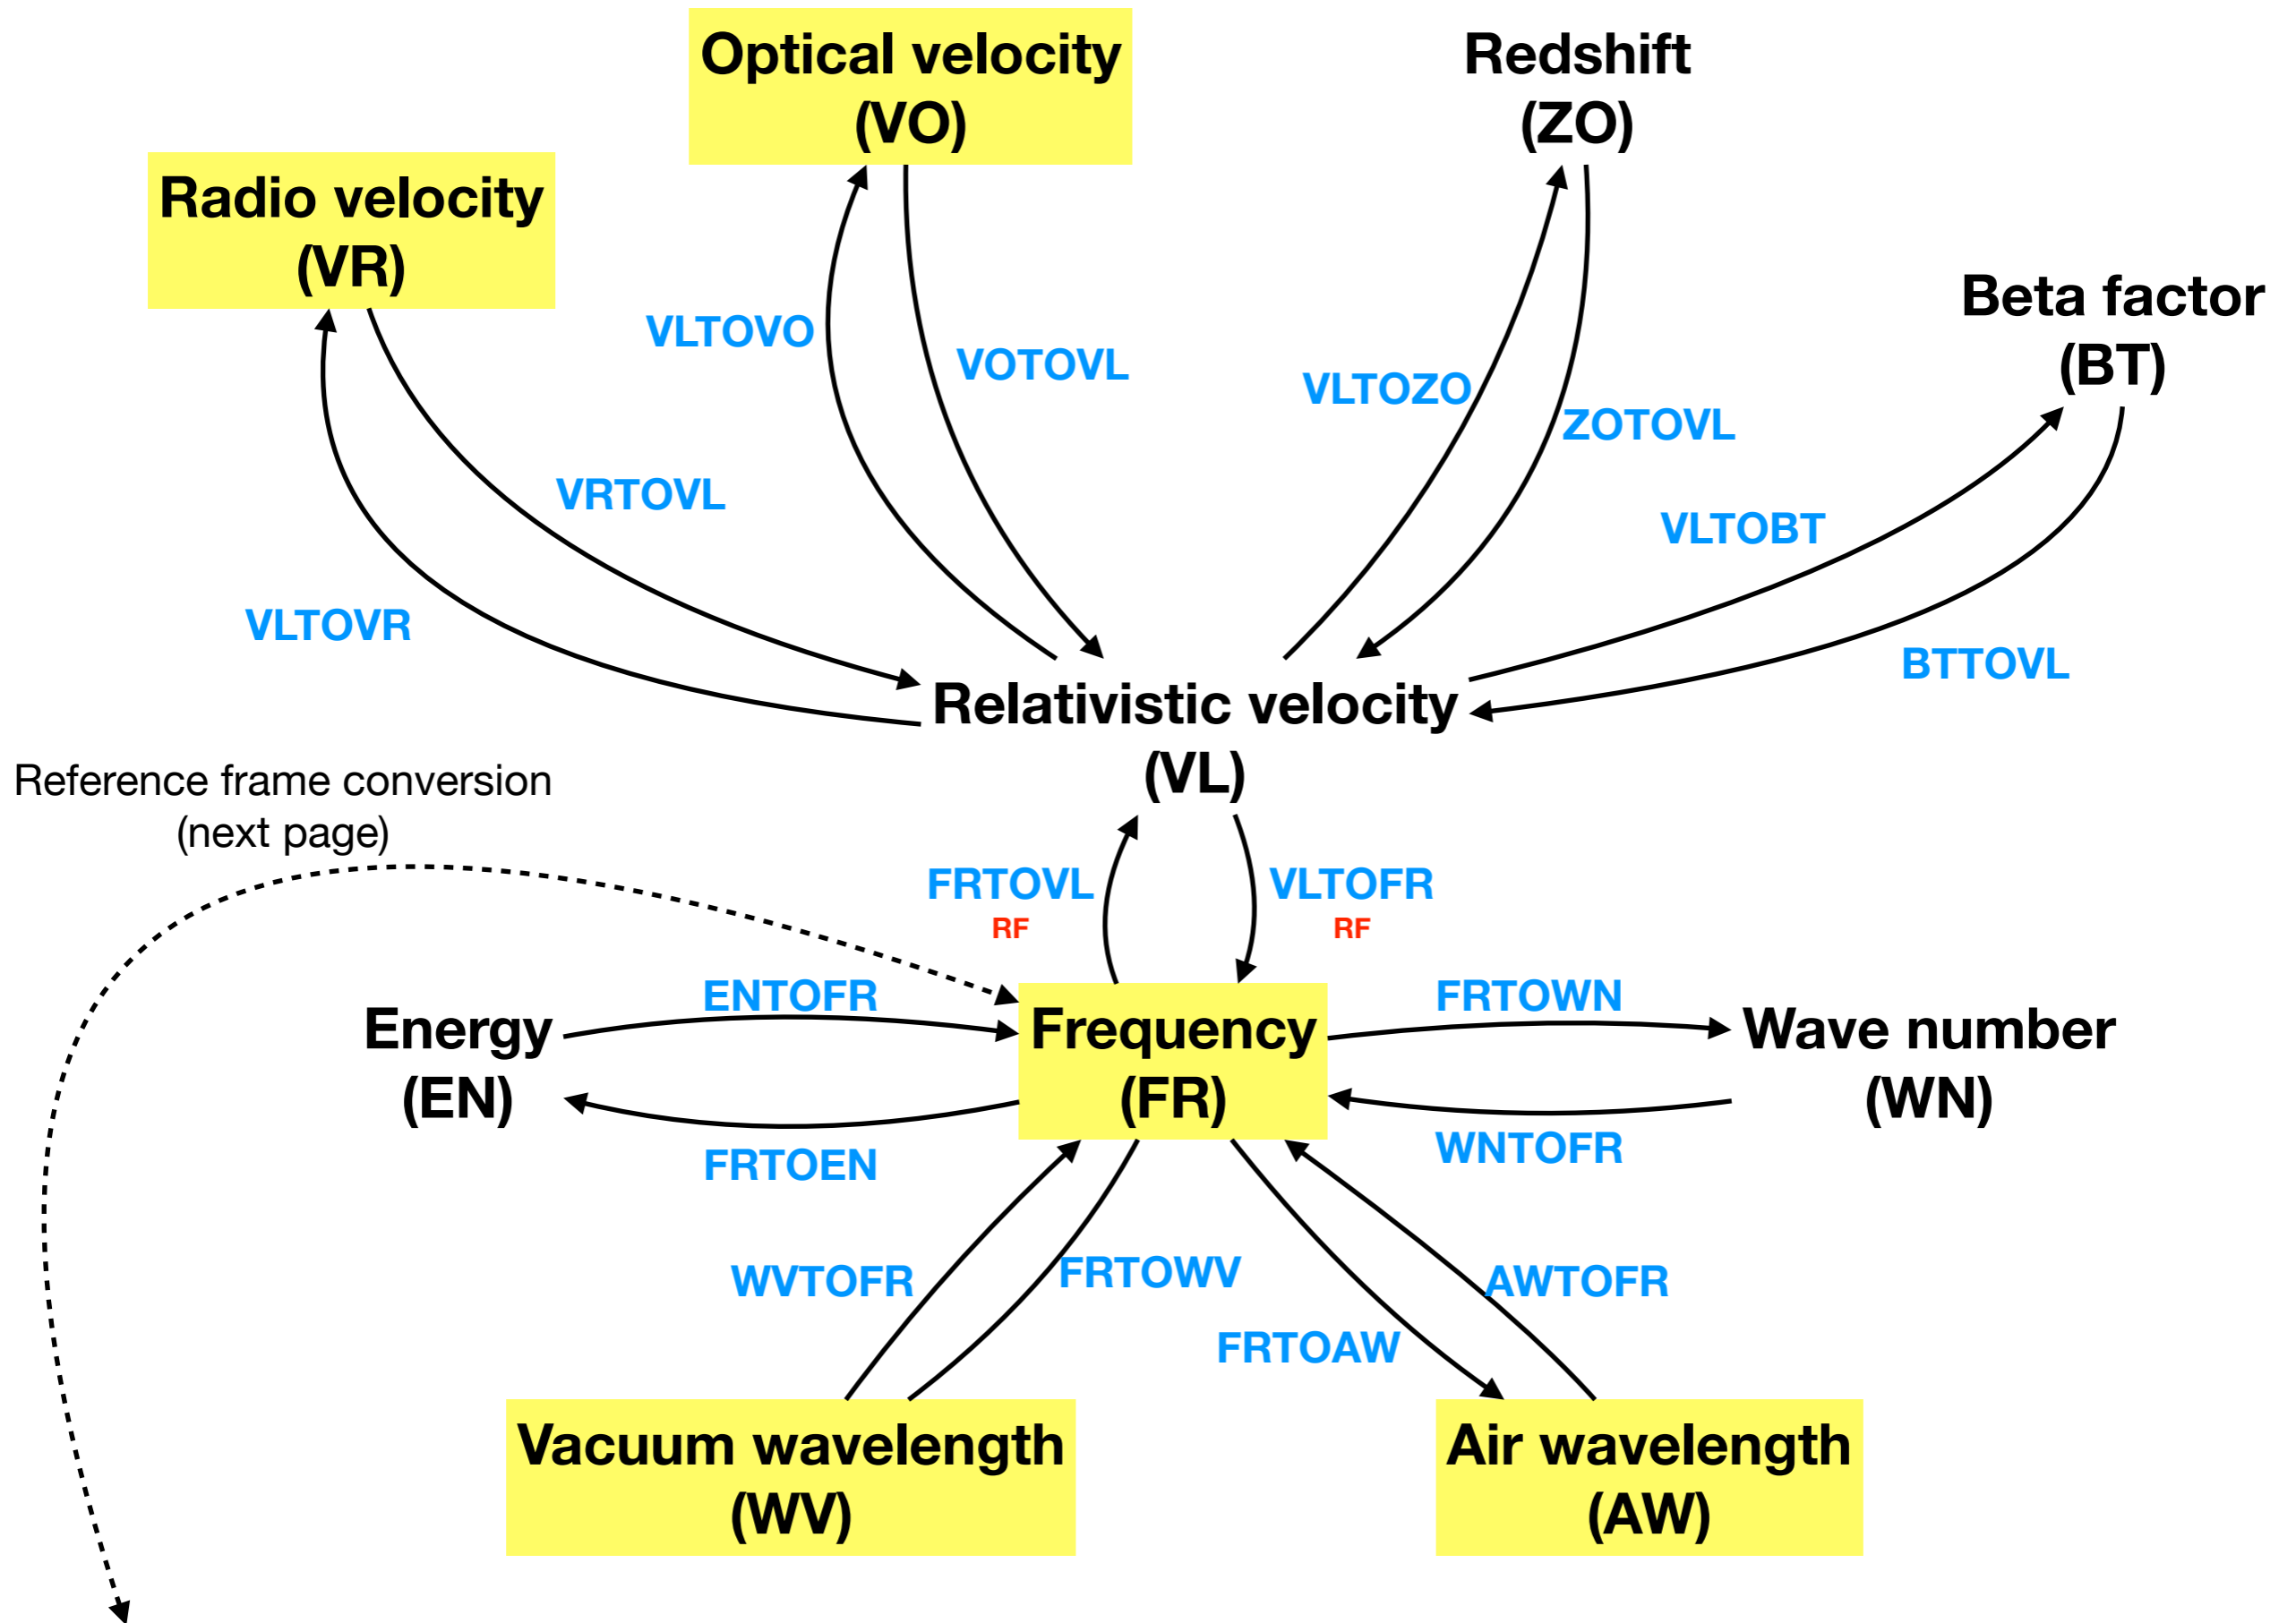 Optical velocity
(VO)
Redshift
(ZO)
Radio velocity
(VR)
Beta factor
(BT)
VLTOVO
VOTOVL
VLTOZO
ZOTOVL
VRTOVL
VLTOBT
VLTOVR
BTTOVL
Relativistic velocity
(VL)
Reference frame conversion
(next page)
FRTOVL
RF
VLTOFR
RF
ENTOFR
FRTOWN
Energy
(EN)
Frequency
(FR)
Wave number
(WN)
FRTOEN
WNTOFR
WVTOFR
FRTOWV
AWTOFR
FRTOAW
Vacuum wavelength
(WV)
Air wavelength
(AW)